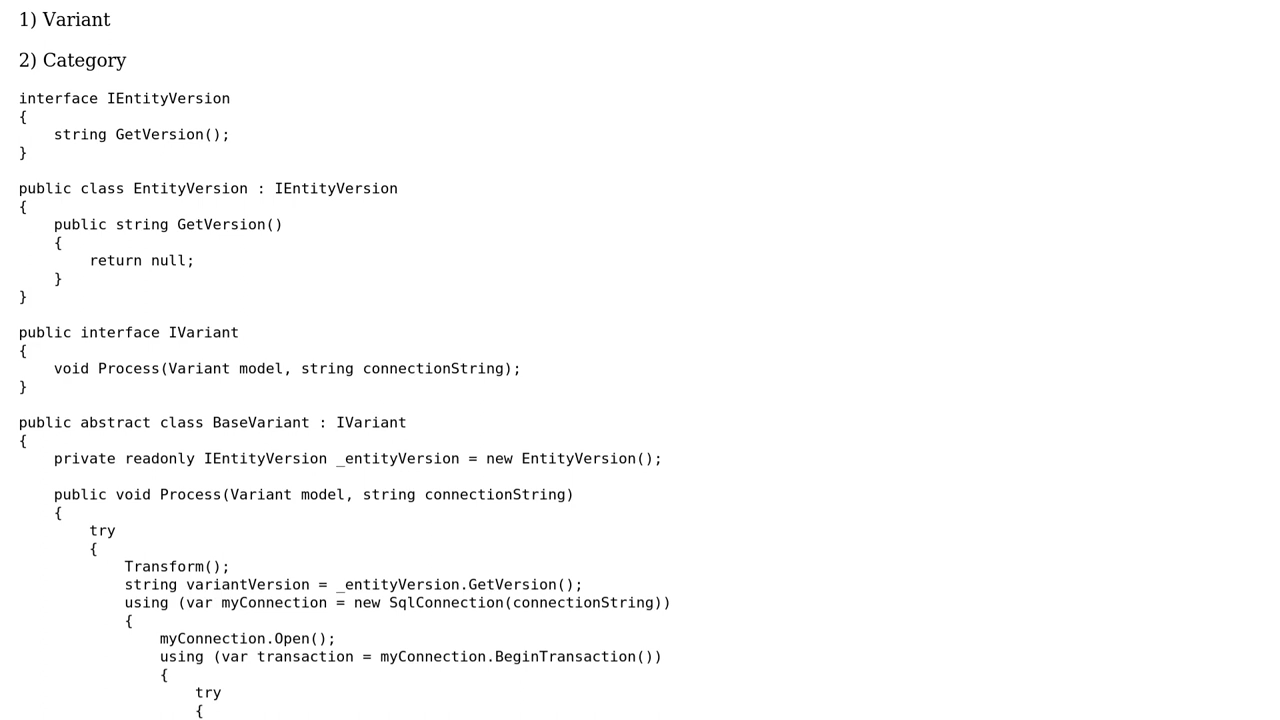 1) Variant
2) Category
interface IEntityVersion
{
    string GetVersion();
}
public class EntityVersion : IEntityVersion
{
    public string GetVersion()
    {
        return null;
    }
}
public interface IVariant
{
    void Process(Variant model, string connectionString);
}
public abstract class BaseVariant : IVariant
{
    private readonly IEntityVersion _entityVersion = new EntityVersion();
    public void Process(Variant model, string connectionString)
    {
        try
        {
            Transform();
            string variantVersion = _entityVersion.GetVersion();
            using (var myConnection = new SqlConnection(connectionString))
            {
                myConnection.Open();
                using (var transaction = myConnection.BeginTransaction())
                {
                    try
                    {